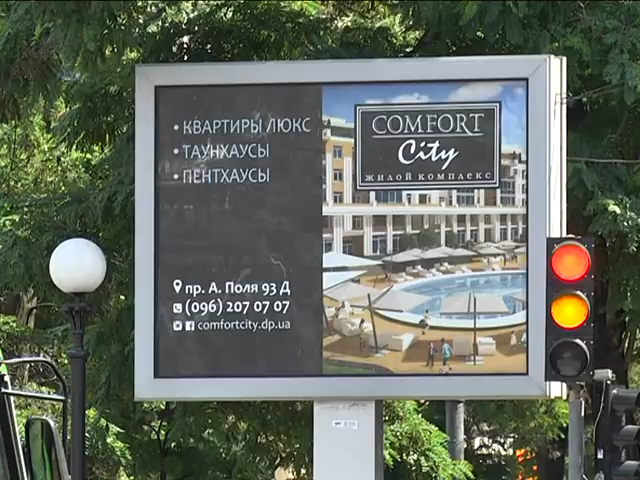 • КВАРТИРЫ ЛЮКС
• ТАУНХАУСЫ
• ПЕНТХАУСЫ
COMFORT
City
ЖИЛОЙ КОМПЛЕКС
пр. А. Поля 93 Д
(096) 207 07 07
comfortcity.dp.ua